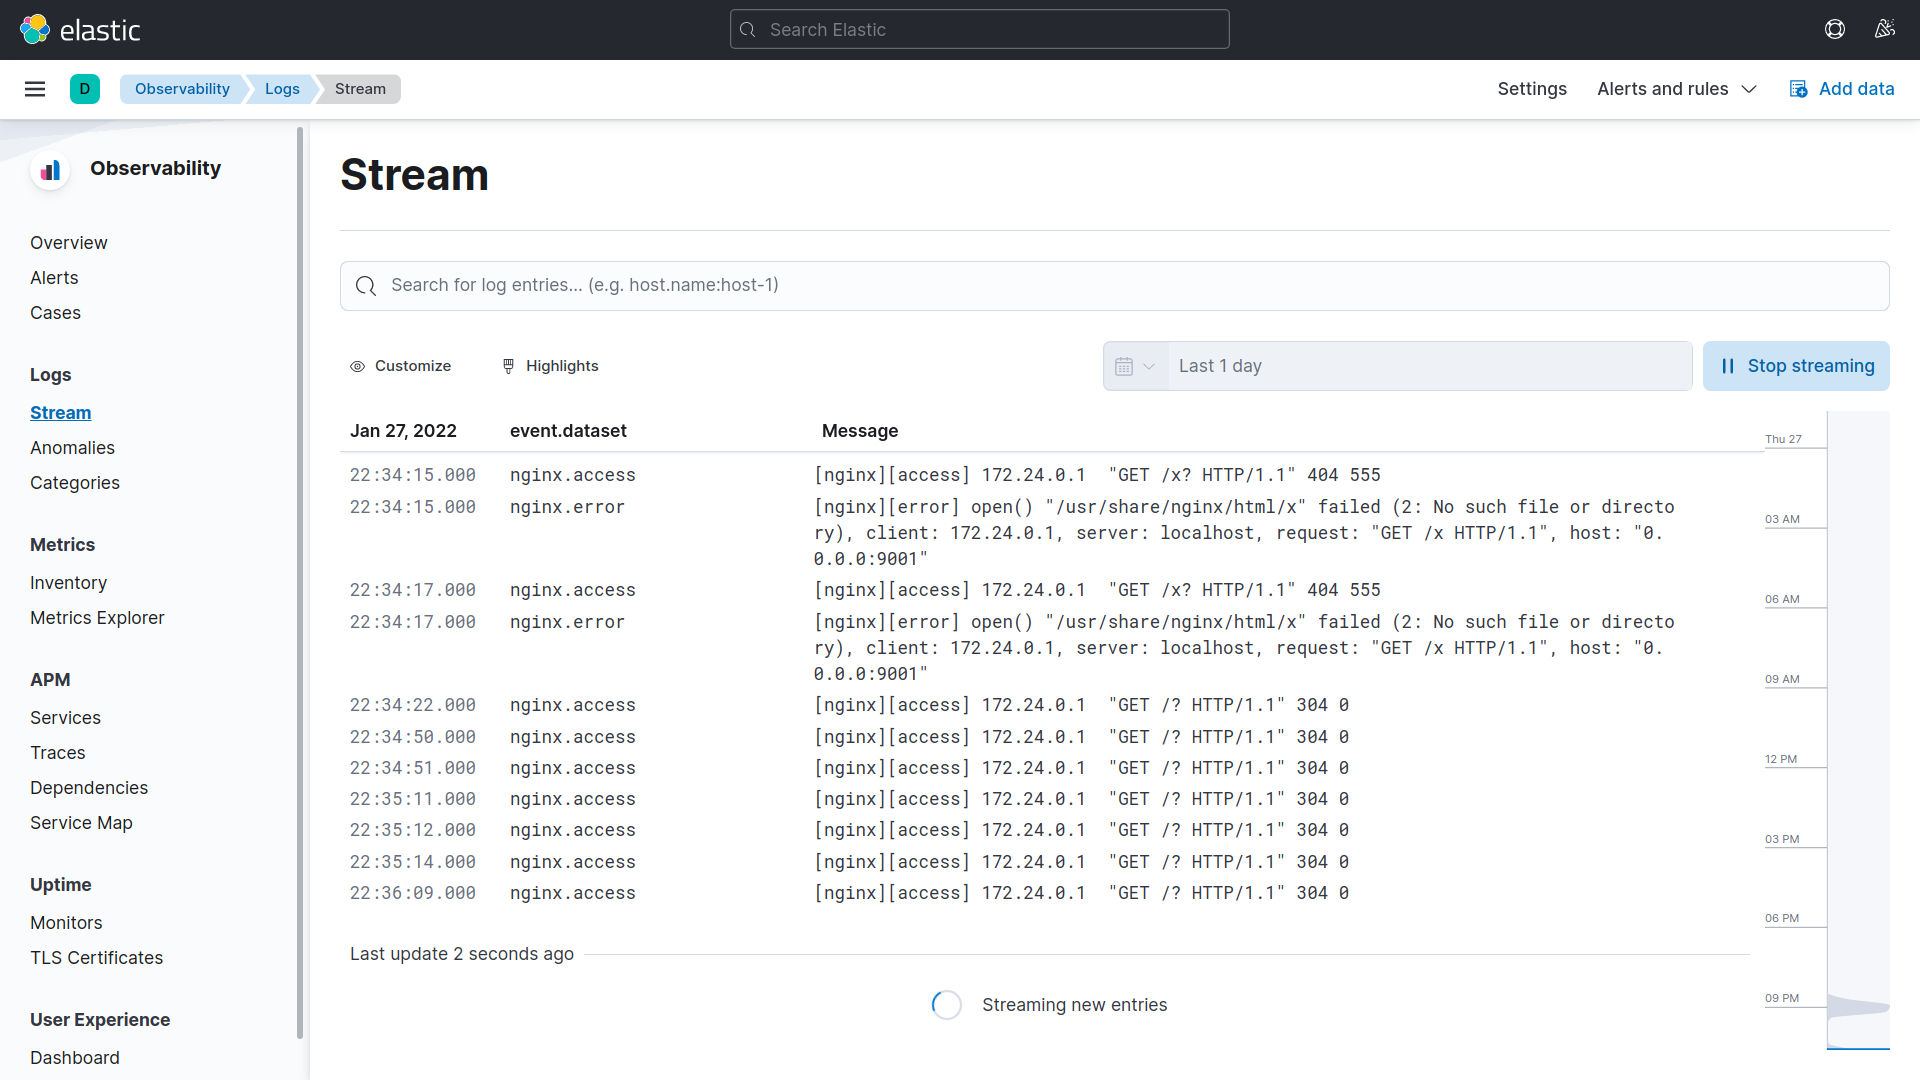 elastic
Search Elastic
D
Observability
Logs
Stream
Settings
Alerts and rules
Add data
Observability
Overview
Alerts
Cases
Logs
Stream
Anomalies
Categories
Metrics
Inventory
Metrics Explorer
APM
Services
Traces
Dependencies
Service Map
Uptime
Monitors
TLS Certificates
User Experience
Dashboard
Stream
Search for log entries... (e.g. host.name:host-1)
Customize
Highlights
Last 1 day
Stop streaming
Jan 27, 2022 event.dataset Message
22:34:15.000 nginx.access [nginx][access] 172.24.0.1 "GET /x? HTTP/1.1" 404 555
22:34:15.000 nginx.error [nginx][error] open() "/usr/share/nginx/html/x" failed (2: No such file or directo
ry), client: 172.24.0.1, server: localhost, request: "GET /x HTTP/1.1", host: "0.
0.0.0:9001"
22:34:17.000 nginx.access [nginx][access] 172.24.0.1 "GET /x? HTTP/1.1" 404 555
22:34:17.000 nginx.error [nginx][error] open() "/usr/share/nginx/html/x" failed (2: No such file or directo
ry), client: 172.24.0.1, server: localhost, request: "GET /x HTTP/1.1", host: "0.
0.0.0:9001"
22:34:22.000 nginx.access [nginx][access] 172.24.0.1 "GET /? HTTP/1.1" 304 0
22:34:50.000 nginx.access [nginx][access] 172.24.0.1 "GET /? HTTP/1.1" 304 0
22:34:51.000 nginx.access [nginx][access] 172.24.0.1 "GET /? HTTP/1.1" 304 0
22:35:11.000 nginx.access [nginx][access] 172.24.0.1 "GET /? HTTP/1.1" 304 0
22:35:12.000 nginx.access [nginx][access] 172.24.0.1 "GET /? HTTP/1.1" 304 0
22:35:14.000 nginx.access [nginx][access] 172.24.0.1 "GET /? HTTP/1.1" 304 0
22:36:09.000 nginx.access [nginx][access] 172.24.0.1 "GET /? HTTP/1.1" 304 0
Last update 2 seconds ago
Streaming new entries
Thu 27
03 AM
06 AM
09 AM
12 PM
03 PM
06 PM
09 PM